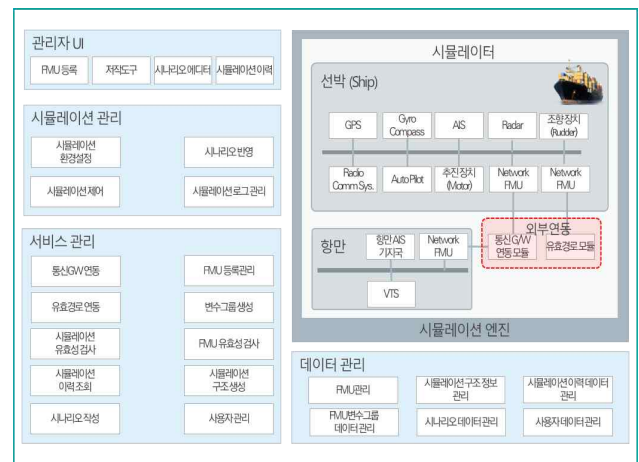 관리자 UI
FMU 등록
저작도구
시나리오 에디터
시뮬레이션 이력
시뮬레이션 관리
시뮬레이션
환경설정
시나리오 반영
시뮬레이션 제어
시뮬레이션 로그 관리
서비스 관리
통신GW 연동
FMU 등록관리
유효경로 연동
변수그룹 생성
시뮬레이션
유효성 검사
FMU 유효성 검사
시뮬레이션
이력 조회
시뮬레이션
구조 생성
시나리오 작성
사용자 관리
시뮬레이터
선박 (Ship)
GPS
Gyro
Compass
AIS
Radar
조향장치
(Rudder)
Radio
Comm Sys.
Auto Pilot
추진장치
(Motor)
Network
FMU
Network
FMU
외부연동
통신G/W
연동 모듈
유효경로 모듈
항만
항만 AIS
기지국
Network
FMU
VTS
시뮬레이션 엔진
데이터 관리
FMU관리
시뮬레이션 구조 정보
관리
시뮬레이션 이력 데이터
관리
FMU변수그룹
데이터 관리
시나리오 데이터 관리
사용자 데이터 관리